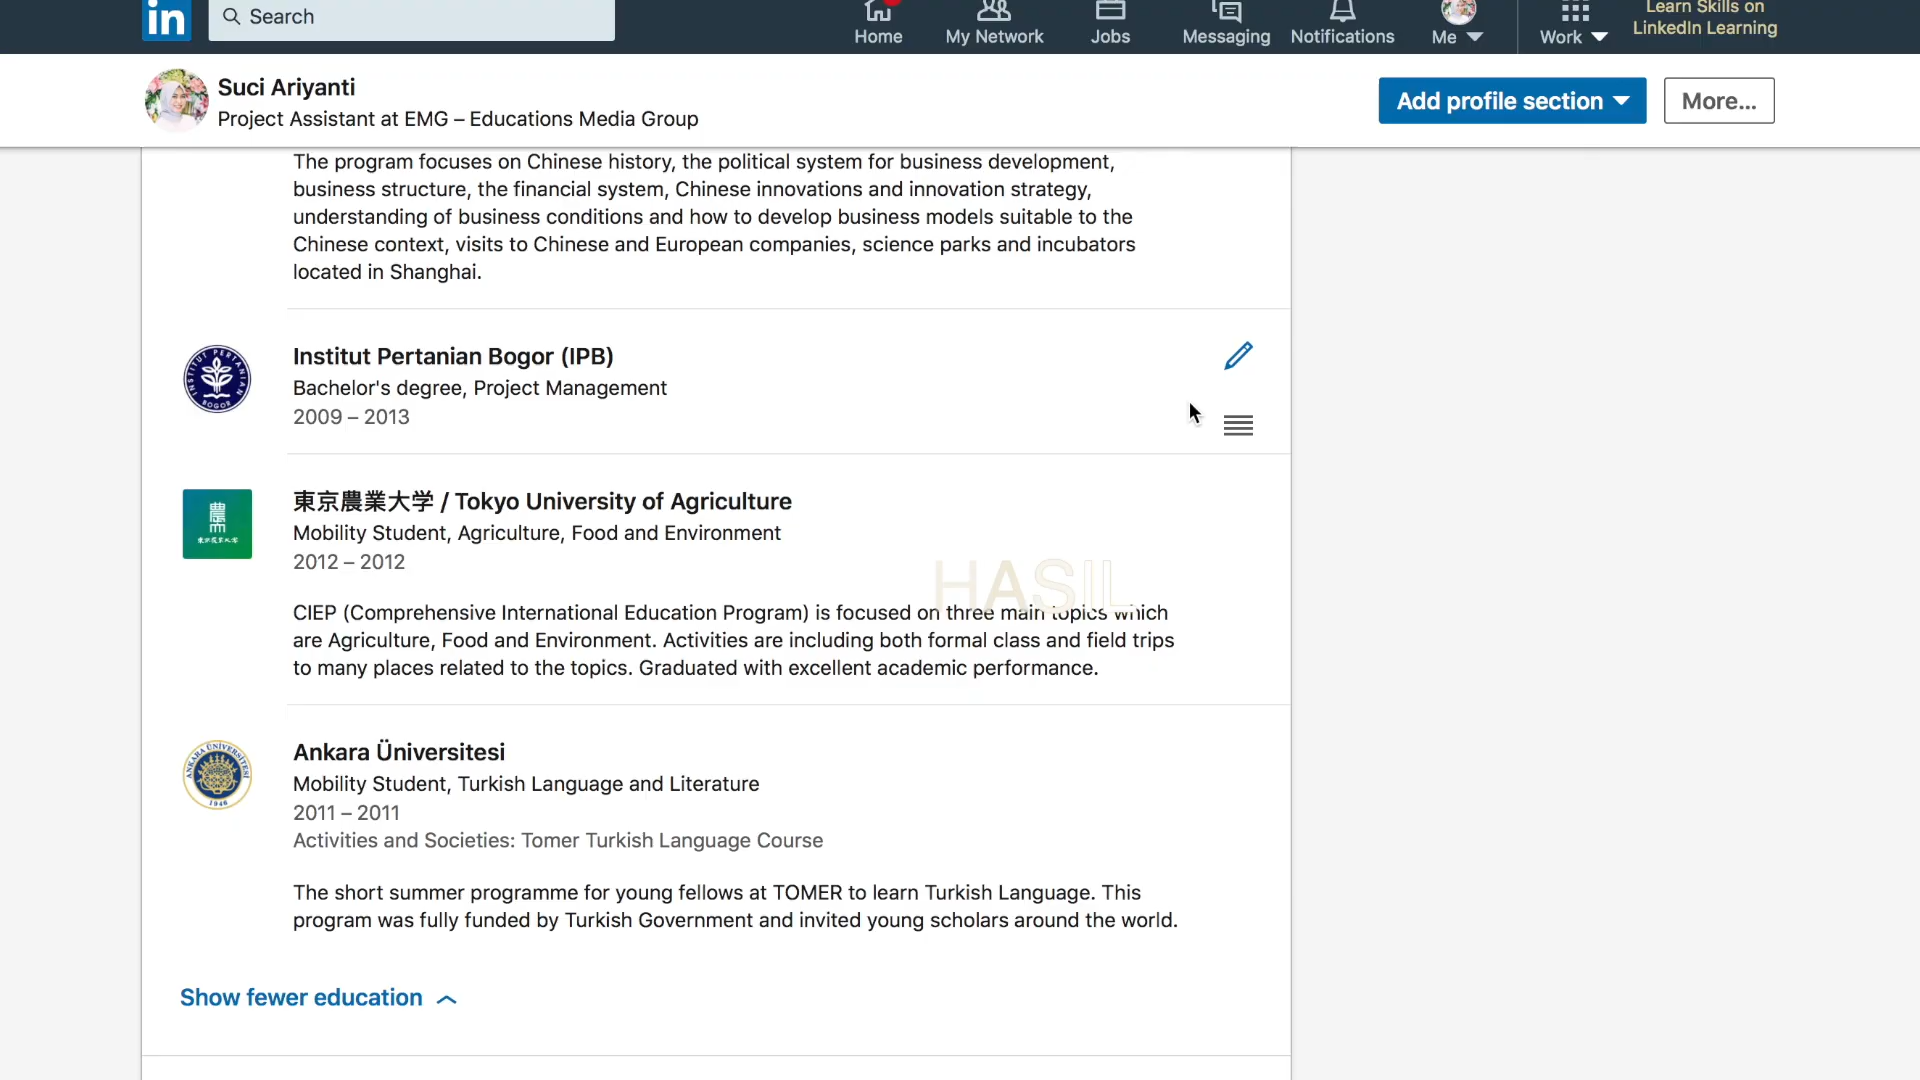 in
Search
Home
My Network
Jobs
Messaging
Notifications
Me
Work
Learn Skills on
LinkedIn Learning
Suci Ariyanti
Project Assistant at EMG – Educations Media Group
Add profile section
More...
The program focuses on Chinese history, the political system for business development,
business structure, the financial system, Chinese innovations and innovation strategy,
understanding of business conditions and how to develop business models suitable to the
Chinese context, visits to Chinese and European companies, science parks and incubators
located in Shanghai.
INSTITUT PERTANIAN
BOGOR
Institut Pertanian Bogor (IPB)
Bachelor's degree, Project Management
2009 – 2013
東京農業大学 / Tokyo University of Agriculture
Mobility Student, Agriculture, Food and Environment
2012 – 2012
HASIL
CIEP (Comprehensive International Education Program) is focused on three main topics which
are Agriculture, Food and Environment. Activities are including both formal class and field trips
to many places related to the topics. Graduated with excellent academic performance.
ANKARA ÜNİVERSİTESİ
1946
Ankara Üniversitesi
Mobility Student, Turkish Language and Literature
2011 – 2011
Activities and Societies: Tomer Turkish Language Course
The short summer programme for young fellows at TOMER to learn Turkish Language. This
program was fully funded by Turkish Government and invited young scholars around the world.
Show fewer education